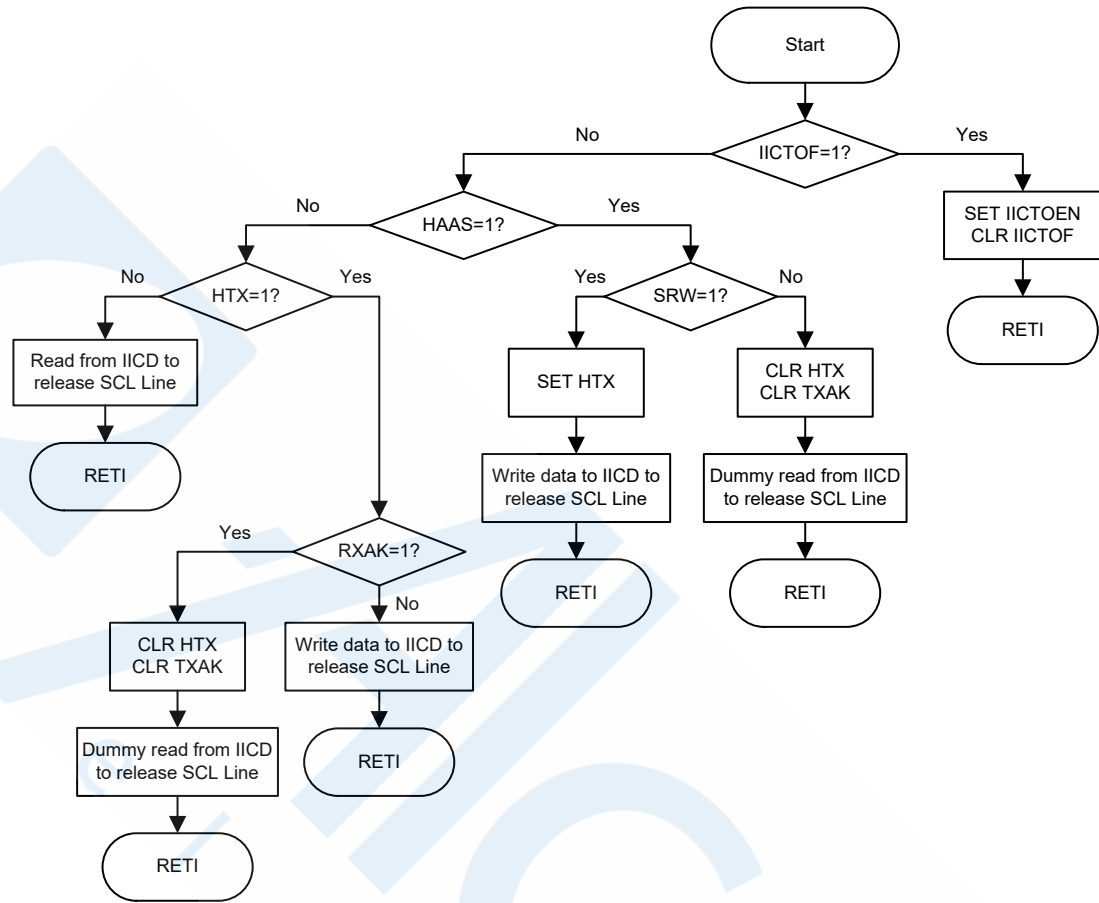 Start
No
IICTOF=1?
Yes
SET IICTOEN
CLR IICTOF
RETI
No
HAAS=1?
Yes
No
HTX=1?
Yes
Yes
SRW=1?
No
Read from IICD to
release SCL Line
RETI
SET HTX
Write data to IICD to
release SCL Line
RETI
CLR HTX
CLR TXAK
Dummy read from IICD
to release SCL Line
RETI
Yes
RXAK=1?
No
CLR HTX
CLR TXAK
Dummy read from IICD
to release SCL Line
RETI
Write data to IICD to
release SCL Line
RETI